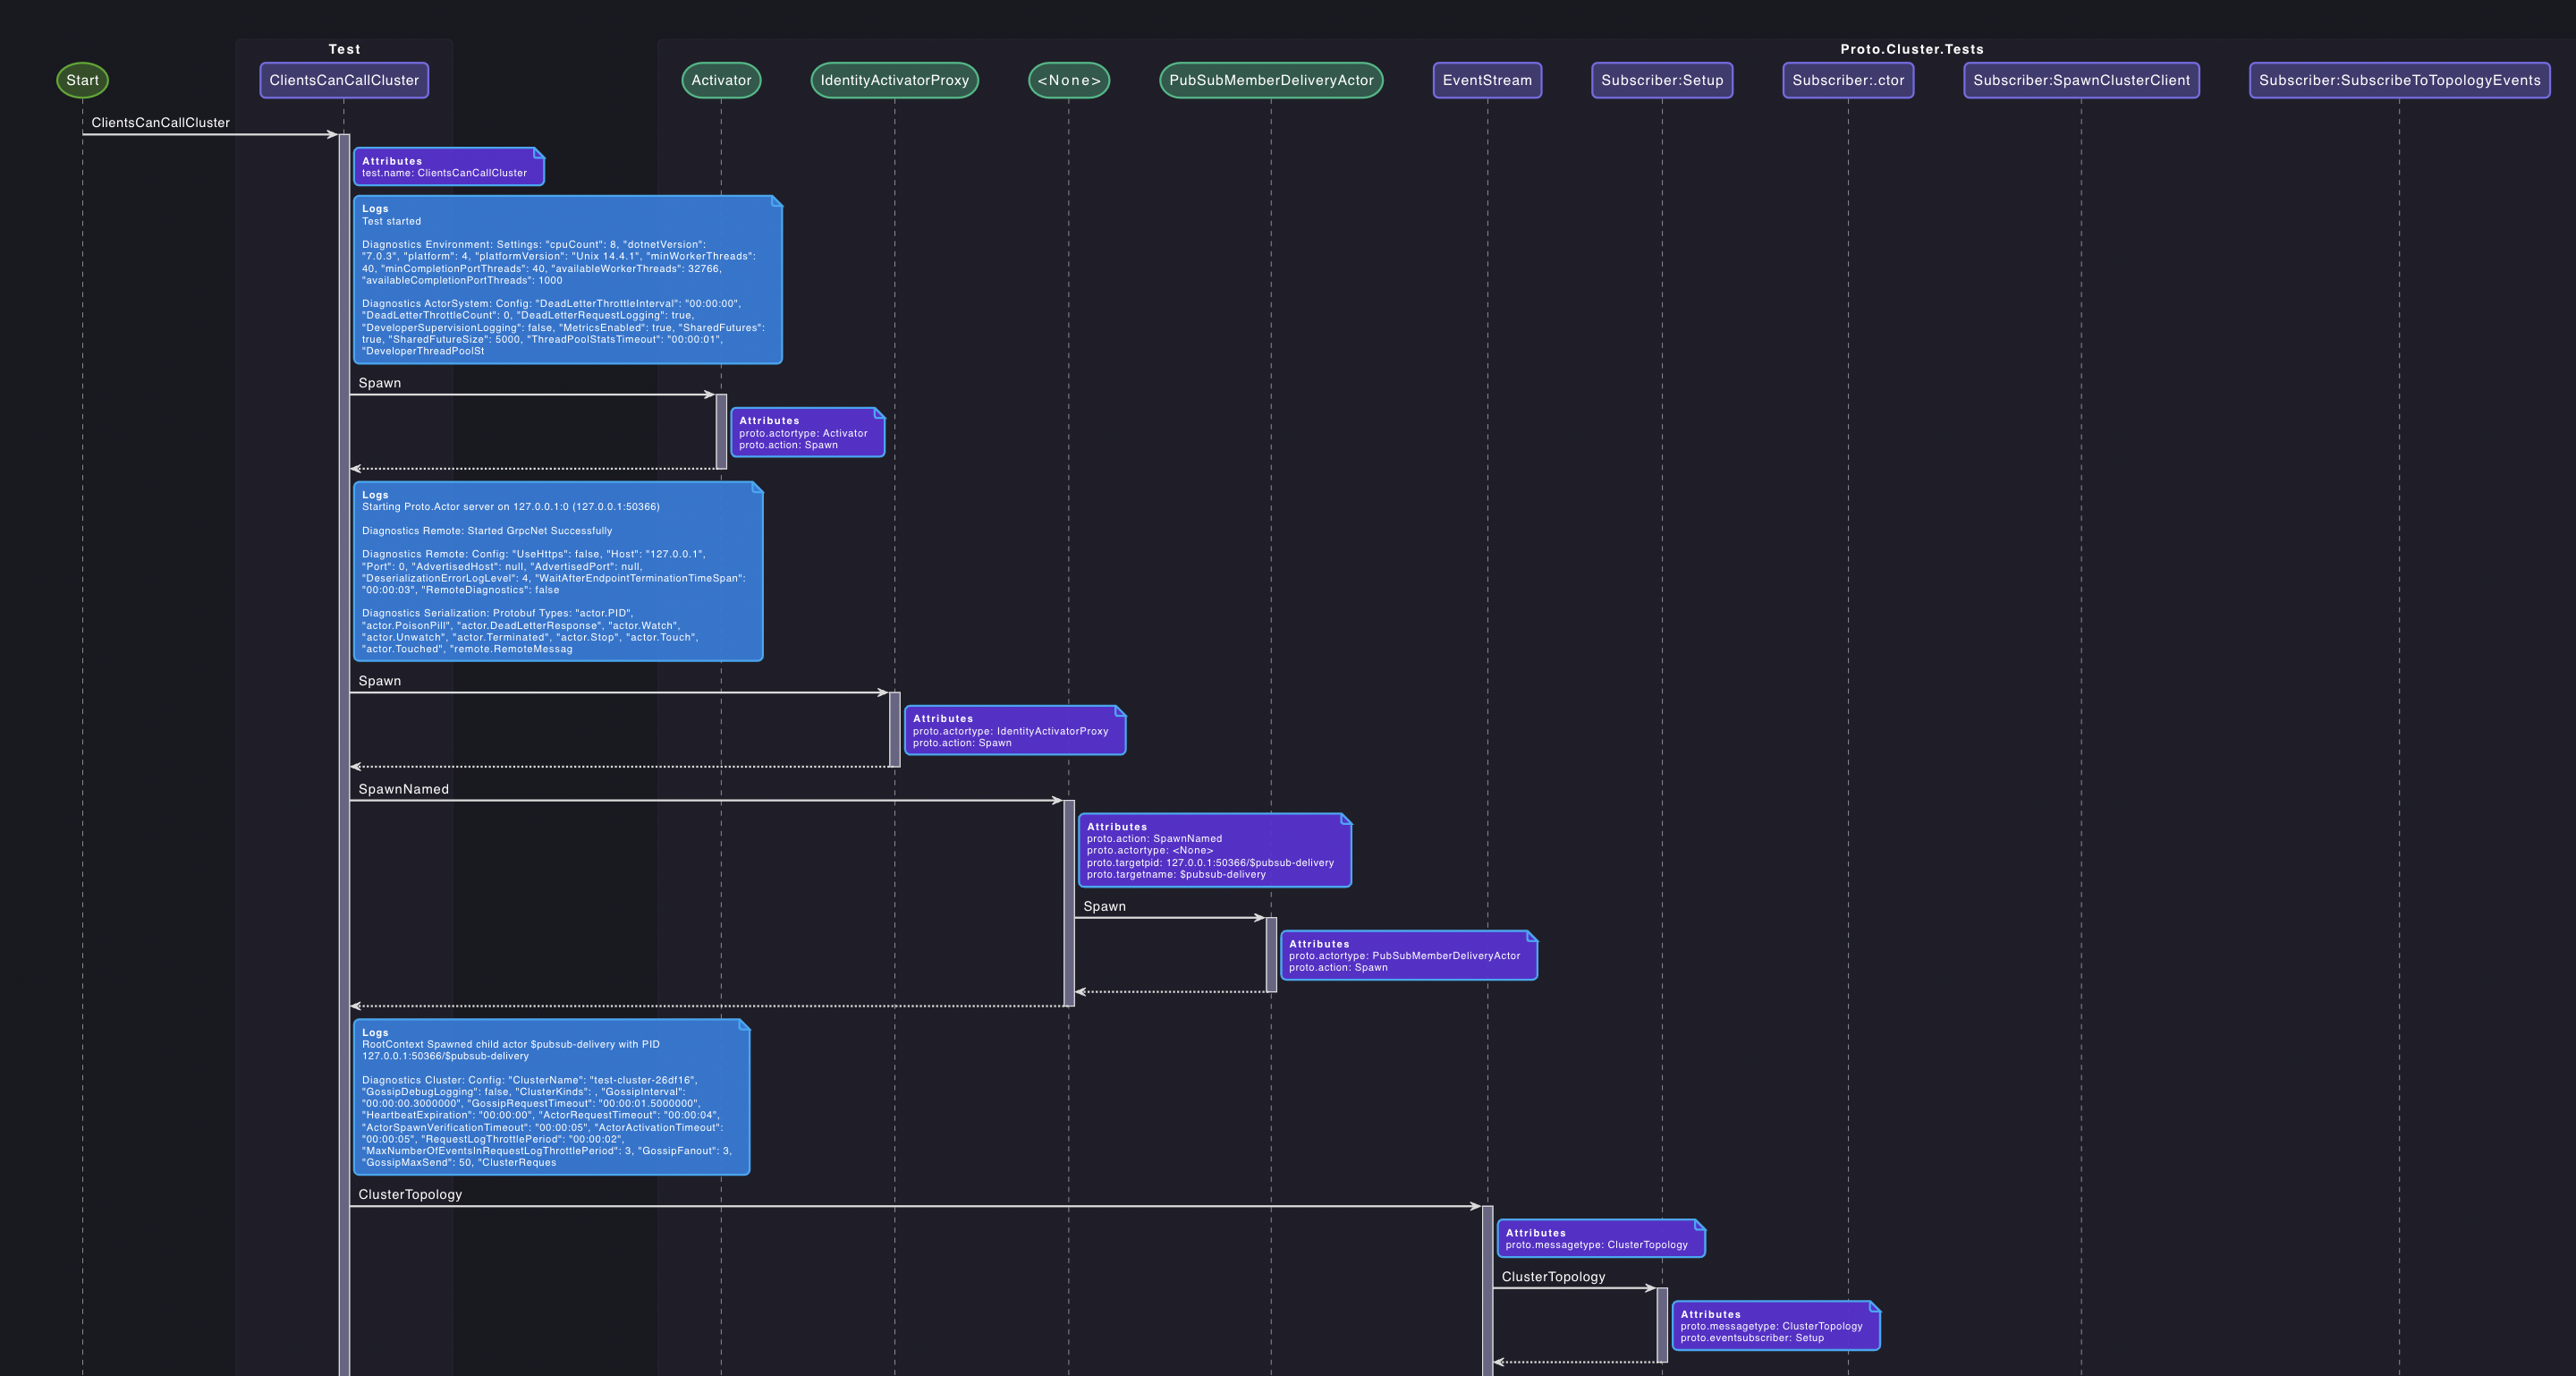 Test
Proto.Cluster.Tests
Start
ClientsCanCallCluster
Activator
IdentityActivatorProxy
<None>
PubSubMemberDeliveryActor
EventStream
Subscriber:Setup
Subscriber:.ctor
Subscriber:SpawnClusterClient
Subscriber:SubscribeToTopologyEvents
ClientsCanCallCluster
Attributes
test.name: ClientsCanCallCluster
Logs
Test started
Diagnostics Environment: Settings: "cpuCount": 8, "dotnetVersion":
"7.0.3", "platform": 4, "platformVersion": "Unix 14.4.1", "minWorkerThreads":
40, "minCompletionPortThreads": 40, "availableWorkerThreads": 32766,
"availableCompletionPortThreads": 1000
Diagnostics ActorSystem: Config: "DeadLetterThrottleInterval": "00:00:00",
"DeadLetterThrottleCount": 0, "DeadLetterRequestLogging": true,
"DeveloperSupervisionLogging": false, "MetricsEnabled": true, "SharedFutures":
true, "SharedFutureSize": 5000, "ThreadPoolStatsTimeout": "00:00:01",
"DeveloperThreadPoolSt
Spawn
Attributes
proto.actortype: Activator
proto.action: Spawn
Logs
Starting Proto.Actor server on 127.0.0.1:0 (127.0.0.1:50366)
Diagnostics Remote: Started GrpcNet Successfully
Diagnostics Remote: Config: "UseHttps": false, "Host": "127.0.0.1",
"Port": 0, "AdvertisedHost": null, "AdvertisedPort": null,
"DeserializationErrorLogLevel": 4, "WaitAfterEndpointTerminationTimeSpan":
"00:00:03", "RemoteDiagnostics": false
Diagnostics Serialization: Protobuf Types: "actor.PID",
"actor.PoisonPill", "actor.DeadLetterResponse", "actor.Watch",
"actor.Unwatch", "actor.Terminated", "actor.Stop", "actor.Touch",
"actor.Touched", "remote.RemoteMessag
Spawn
Attributes
proto.actortype: IdentityActivatorProxy
proto.action: Spawn
SpawnNamed
Attributes
proto.action: SpawnNamed
proto.actortype: <None>
proto.targetpid: 127.0.0.1:50366/$pubsub-delivery
proto.targetname: $pubsub-delivery
Spawn
Attributes
proto.actortype: PubSubMemberDeliveryActor
proto.action: Spawn
Logs
RootContext Spawned child actor $pubsub-delivery with PID
127.0.0.1:50366/$pubsub-delivery
Diagnostics Cluster: Config: "ClusterName": "test-cluster-26df16",
"GossipDebugLogging": false, "ClusterKinds": , "GossipInterval":
"00:00:00.3000000", "GossipRequestTimeout": "00:00:01.5000000",
"HeartbeatExpiration": "00:00:00", "ActorRequestTimeout": "00:00:04",
"ActorSpawnVerificationTimeout": "00:00:05", "ActorActivationTimeout":
"00:00:05", "RequestLogThrottlePeriod": "00:00:02",
"MaxNumberOfEventsInRequestLogThrottlePeriod": 3, "GossipFanout": 3,
"GossipMaxSend": 50, "ClusterReques
ClusterTopology
Attributes
proto.messagetype: ClusterTopology
ClusterTopology
Attributes
proto.messagetype: ClusterTopology
proto.eventsubscriber: Setup